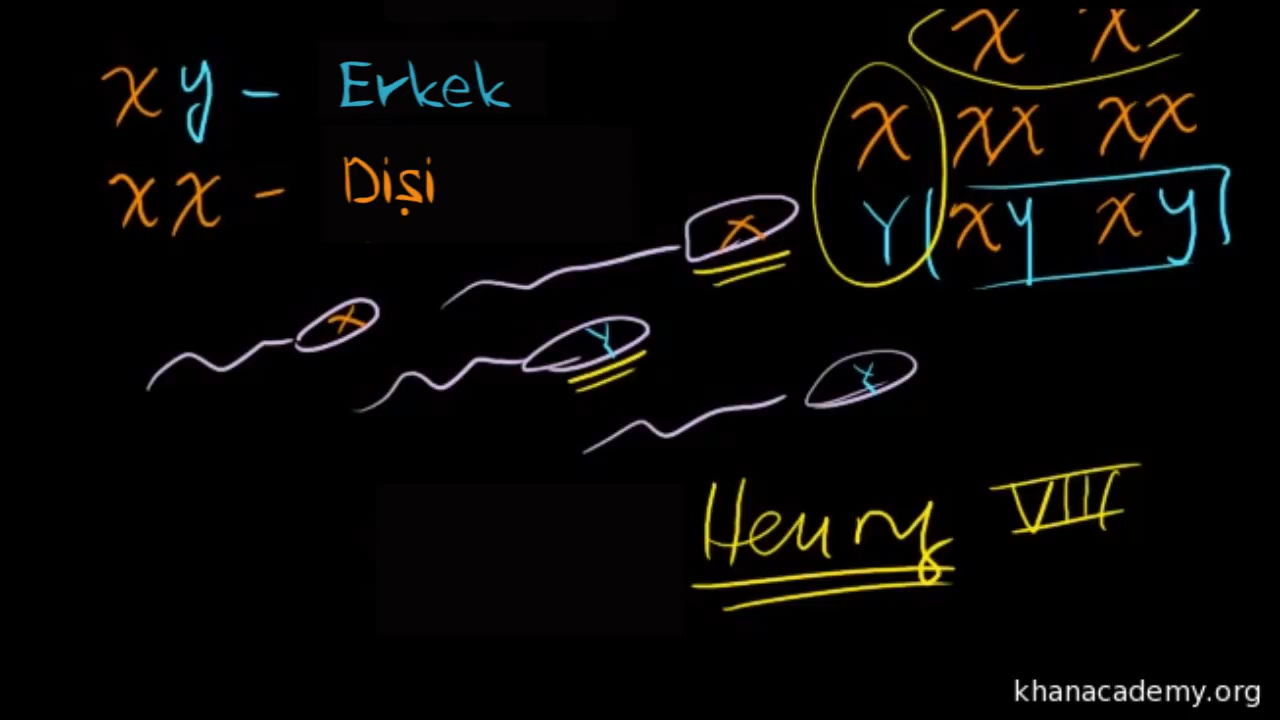 xy - Erkek
xx - Dişi
X X
X XX XX
Y xy xy
X
X
Y
Y
Henry VIII
khanacademy.org